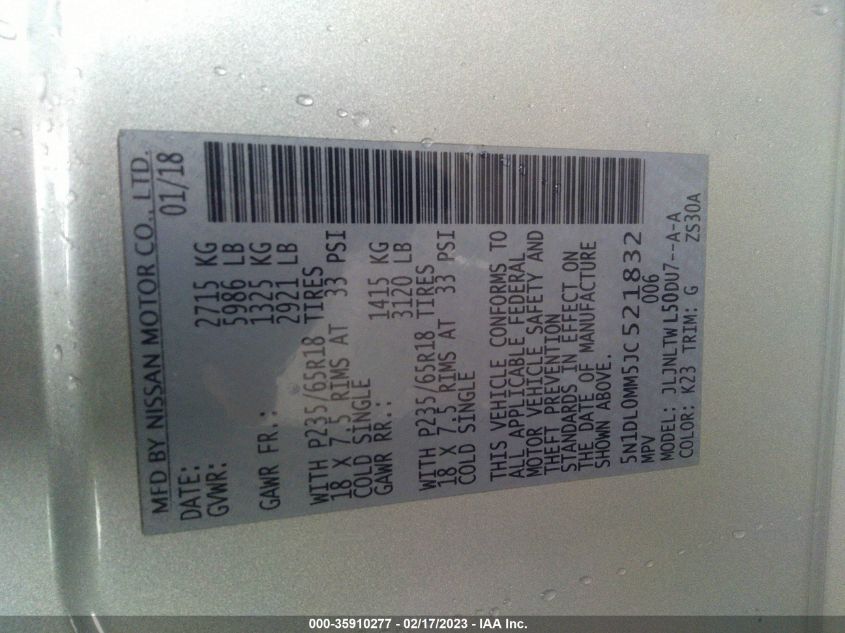 MFD BY NISSAN MOTOR CO., LTD.
DATE: 01/18
GVWR: 2715 KG
5986 LB
GAWR FR.: 1325 KG
2921 LB
WITH P235/65R18 TIRES
18 X 7.5 RIMS AT 33 PSI
COLD SINGLE
GAWR RR.: 1415 KG
3120 LB
WITH P235/65R18 TIRES
18 X 7.5 RIMS AT 33 PSI
COLD SINGLE
THIS VEHICLE CONFORMS TO
ALL APPLICABLE FEDERAL
MOTOR VEHICLE SAFETY AND
THEFT PREVENTION
STANDARDS IN EFFECT ON
THE DATE OF MANUFACTURE
SHOWN ABOVE.
5N1DL0MM5JC521832
MPV 006
MODEL: JLJNLTWL50DU7--A-A
COLOR: K23 TRIM: G ZS30A
000-35910277 - 02/17/2023 - IAA Inc.